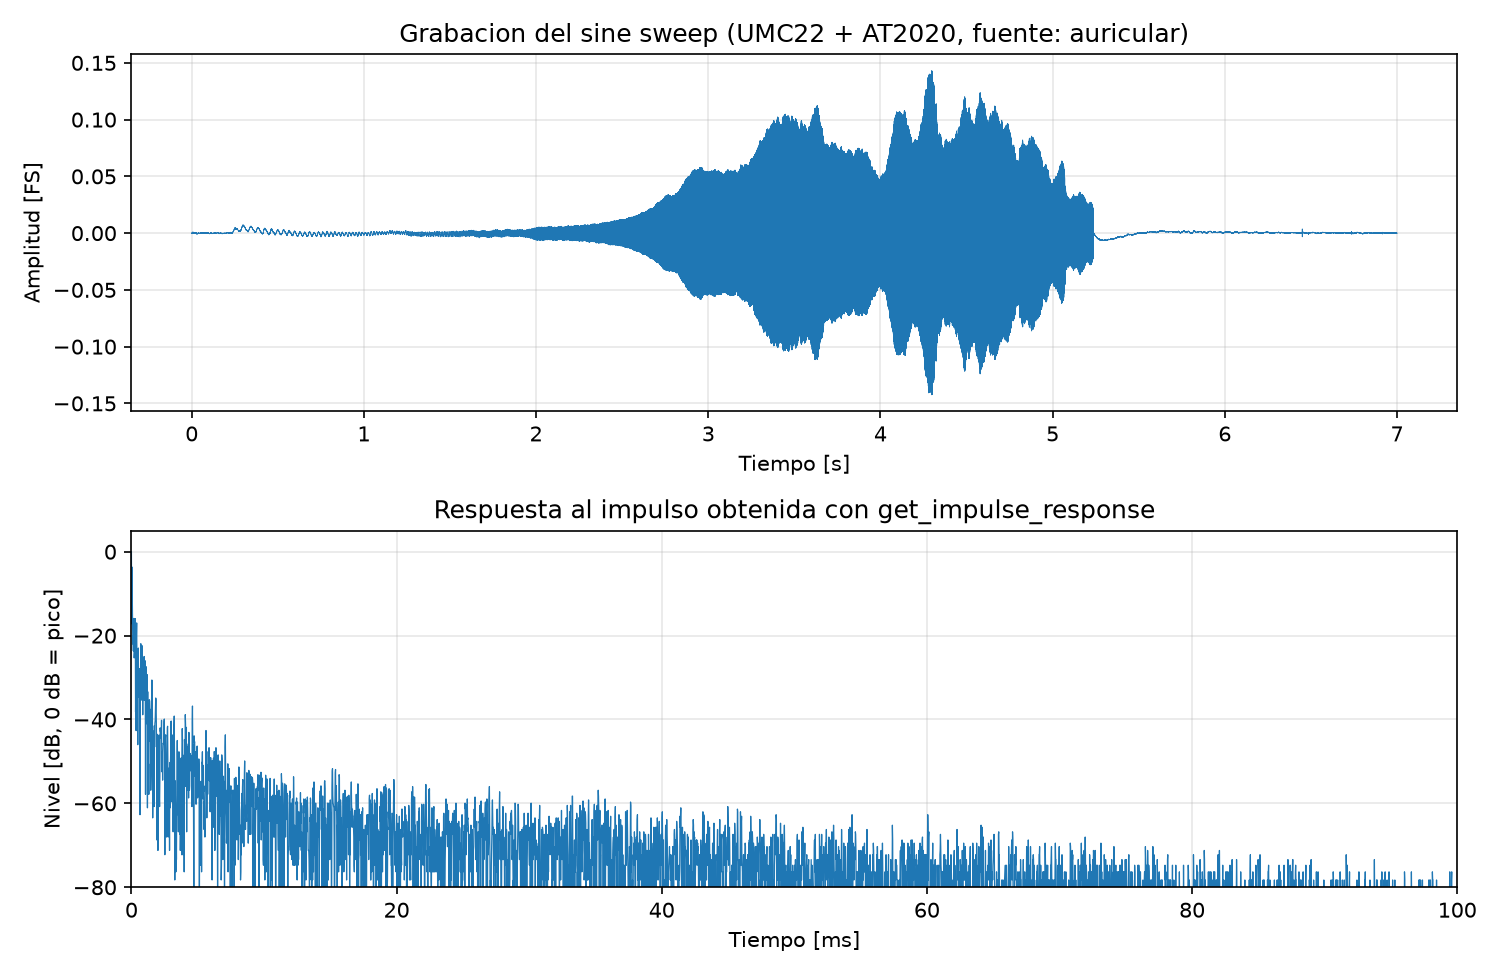 Grabacion del sine sweep (UMC22 + AT2020, fuente: auricular)
0.15
0.10
0.05
0.00
−0.05
−0.10
−0.15
Amplitud [FS]
0 1 2 3 4 5 6 7
Tiempo [s]
Respuesta al impulso obtenida con get_impulse_response
0
−20
−40
−60
−80
Nivel [dB, 0 dB = pico]
0 20 40 60 80 100
Tiempo [ms]